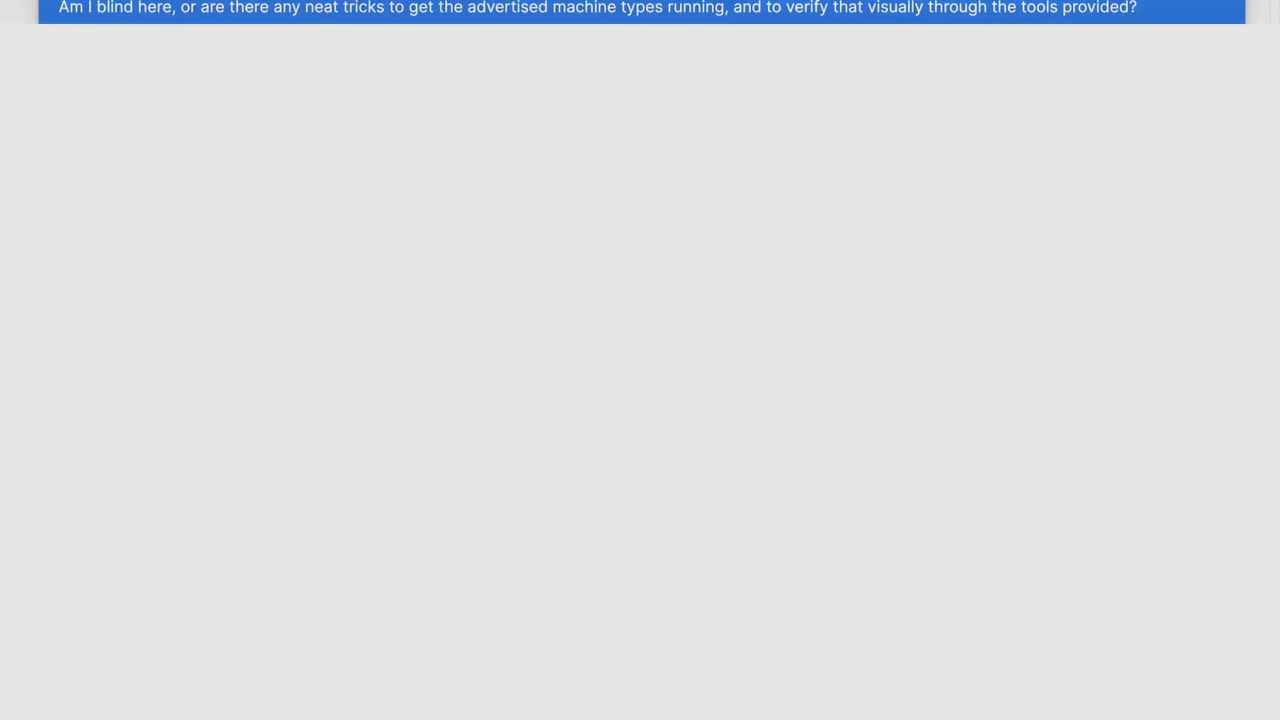 Am I blind here, or are there any neat tricks to get the advertised machine types running, and to verify that visually through the tools provided?